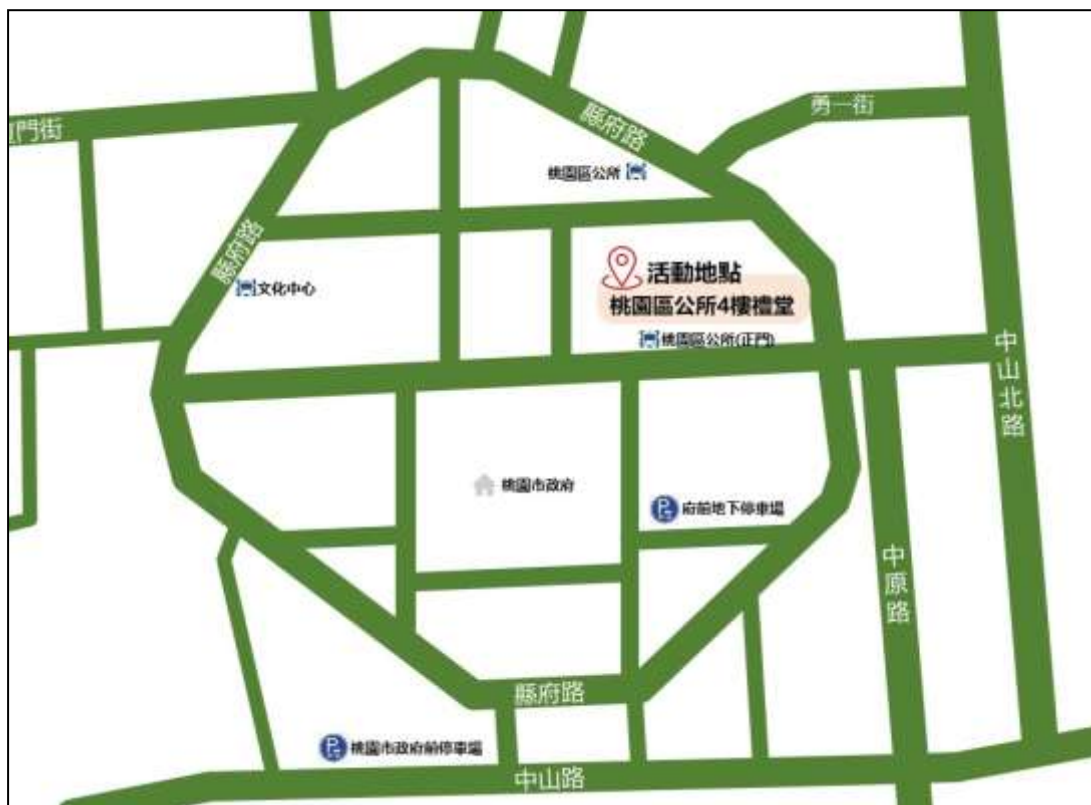 門街
縣府路
勇一街
桃園區公所
縣府路
文化中心
活動地點
桃園區公所4樓禮堂
桃園區公所(正門)
中山北路
桃園市政府
府前地下停車場
中原路
縣府路
桃園市政府前停車場
中山路